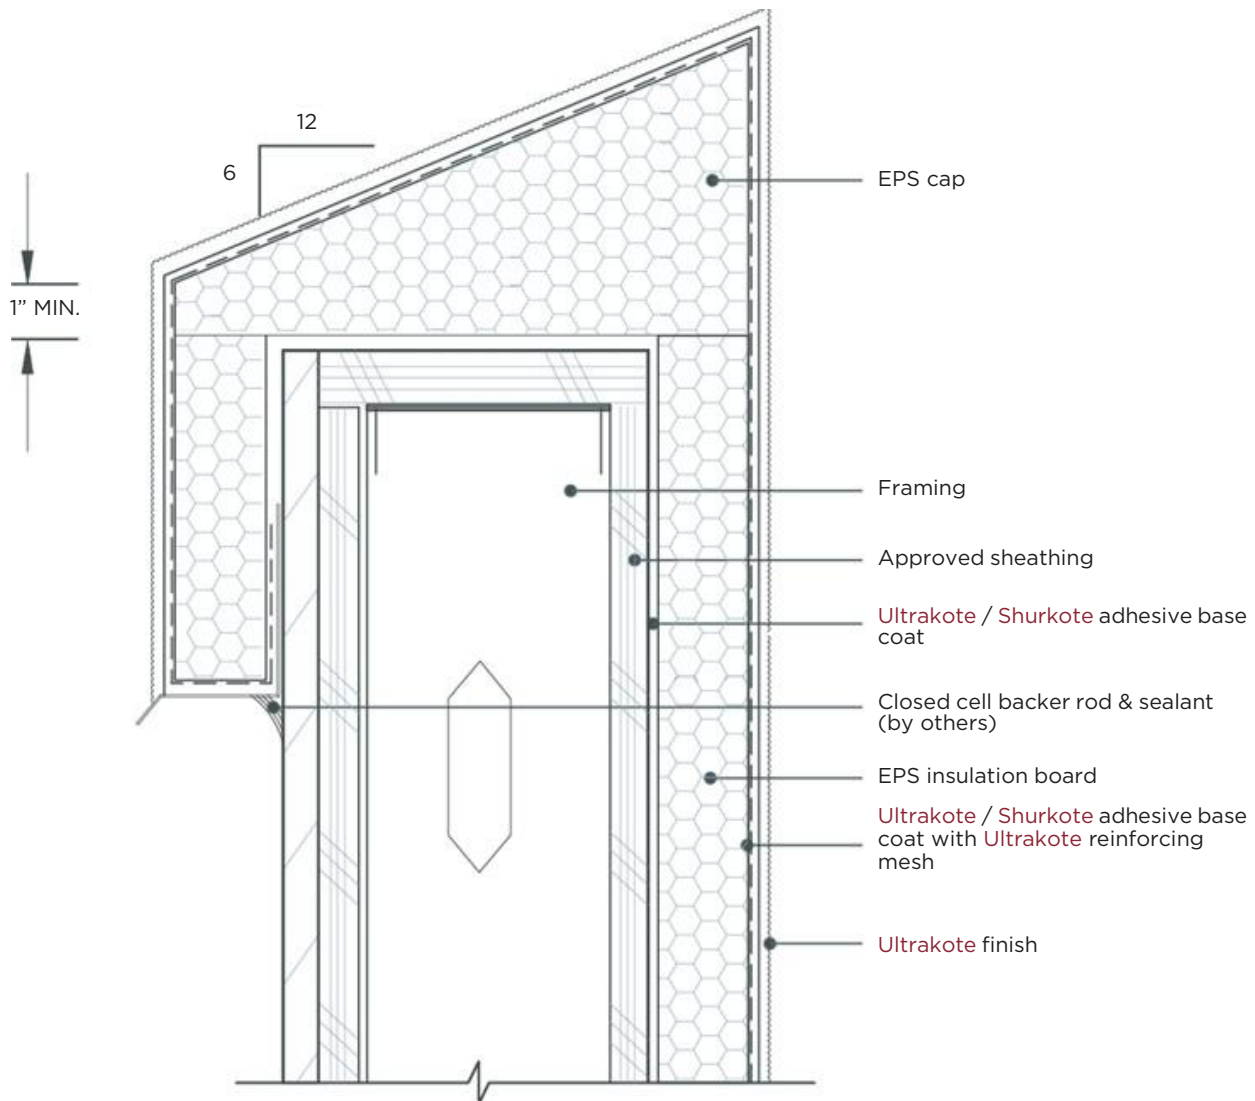 12
6
EPS cap
1” MIN.
Framing
Approved sheathing
Ultrakote / Shurkote adhesive base
coat
Closed cell backer rod & sealant
(by others)
EPS insulation board
Ultrakote / Shurkote adhesive base
coat with Ultrakote reinforcing
mesh
Ultrakote finish